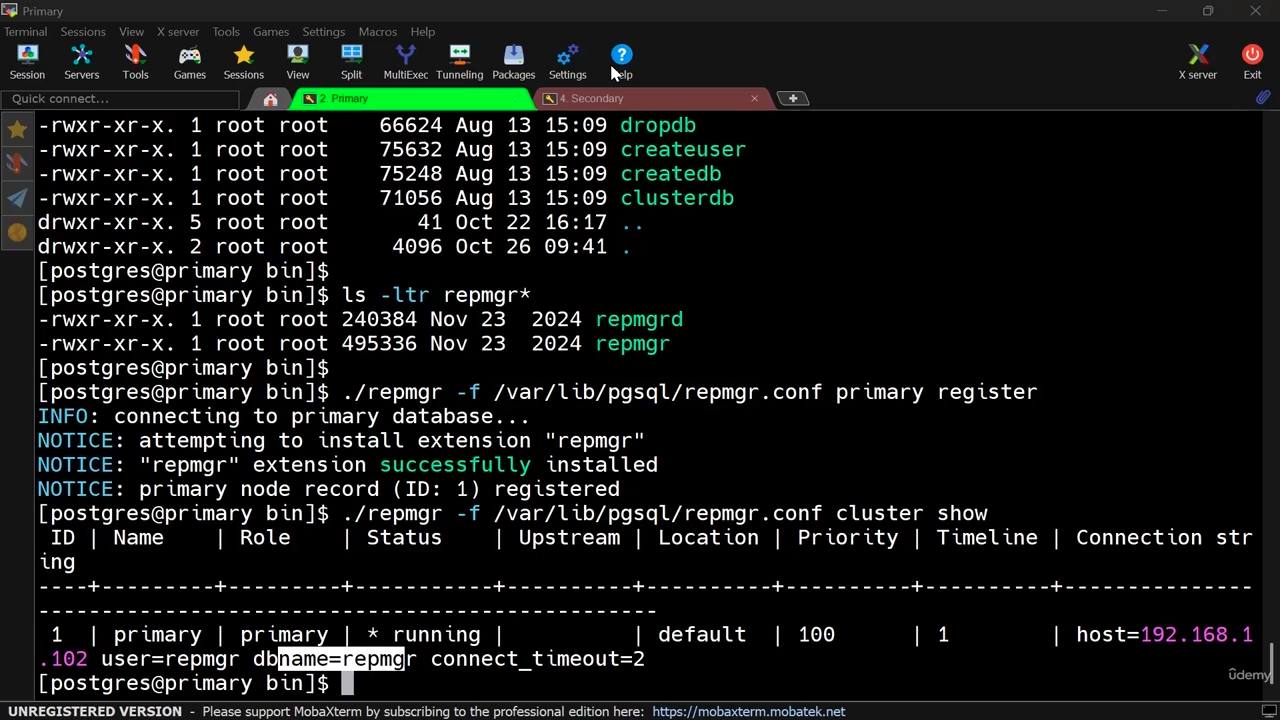 Primary
Terminal Sessions View X server Tools Games Settings Macros Help
Session Servers Tools Games Sessions View Split MultiExec Tunneling Packages Settings Help X server Exit
Quick connect... 2. Primary 4. Secondary
-rwxr-xr-x. 1 root root 66624 Aug 13 15:09 dropdb
-rwxr-xr-x. 1 root root 75632 Aug 13 15:09 createuser
-rwxr-xr-x. 1 root root 75248 Aug 13 15:09 createdb
-rwxr-xr-x. 1 root root 71056 Aug 13 15:09 clusterdb
drwxr-xr-x. 5 root root 41 Oct 22 16:17 ..
drwxr-xr-x. 2 root root 4096 Oct 26 09:41 .
[postgres@primary bin]$
[postgres@primary bin]$ ls -ltr repmgr*
-rwxr-xr-x. 1 root root 240384 Nov 23 2024 repmgrd
-rwxr-xr-x. 1 root root 495336 Nov 23 2024 repmgr
[postgres@primary bin]$
[postgres@primary bin]$ ./repmgr -f /var/lib/pgsql/repmgr.conf primary register
INFO: connecting to primary database...
NOTICE: attempting to install extension "repmgr"
NOTICE: "repmgr" extension successfully installed
NOTICE: primary node record (ID: 1) registered
[postgres@primary bin]$ ./repmgr -f /var/lib/pgsql/repmgr.conf cluster show
ID | Name | Role | Status | Upstream | Location | Priority | Timeline | Connection str
ing
----+---------+---------+-----------+----------+----------+----------+----------+---------------
-------------------------------------------------
1 | primary | primary | * running | | default | 100 | 1 | host=192.168.1
.102 user=repmgr dbname=repmgr connect_timeout=2
[postgres@primary bin]$
udemy
UNREGISTERED VERSION - Please support MobaXterm by subscribing to the professional edition here: https://mobaxterm.mobatek.net